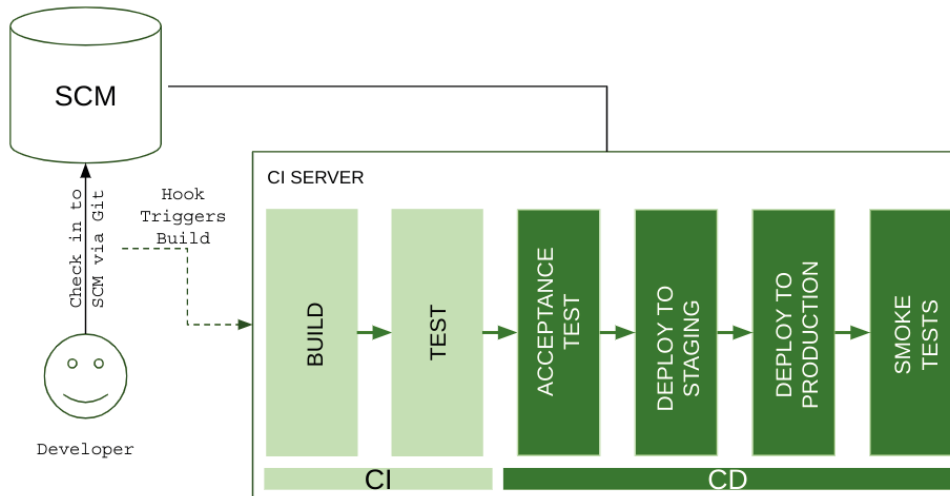 SCM
Check in to
SCM via Git
Hook
Triggers
Build
Developer
CI SERVER
BUILD
TEST
ACCEPTANCE
TEST
DEPLOY TO
STAGING
DEPLOY TO
PRODUCTION
SMOKE
TESTS
CI
CD